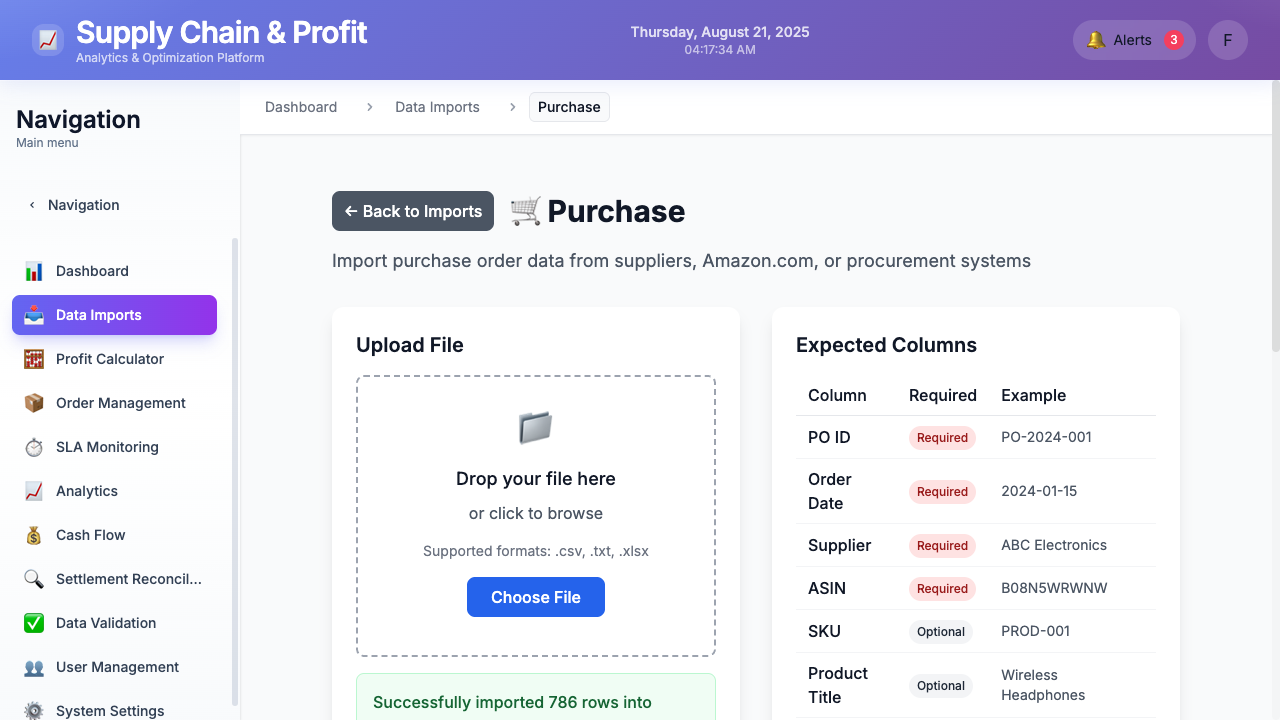 Supply Chain & Profit
Analytics & Optimization Platform
Thursday, August 21, 2025
04:17:34 AM
Alerts
3
F
Navigation
Main menu
Navigation
Dashboard
Data Imports
Profit Calculator
Order Management
SLA Monitoring
Analytics
Cash Flow
Settlement Reconcil...
Data Validation
User Management
System Settings
Dashboard > Data Imports > Purchase
← Back to Imports
Purchase
Import purchase order data from suppliers, Amazon.com, or procurement systems
Upload File
Drop your file here
or click to browse
Supported formats: .csv, .txt, .xlsx
Choose File
Successfully imported 786 rows into
Expected Columns
Column Required Example
PO ID Required PO-2024-001
Order
Date Required 2024-01-15
Supplier Required ABC Electronics
ASIN Required B08N5WRWNW
SKU Optional PROD-001
Product
Title Optional Wireless
Headphones